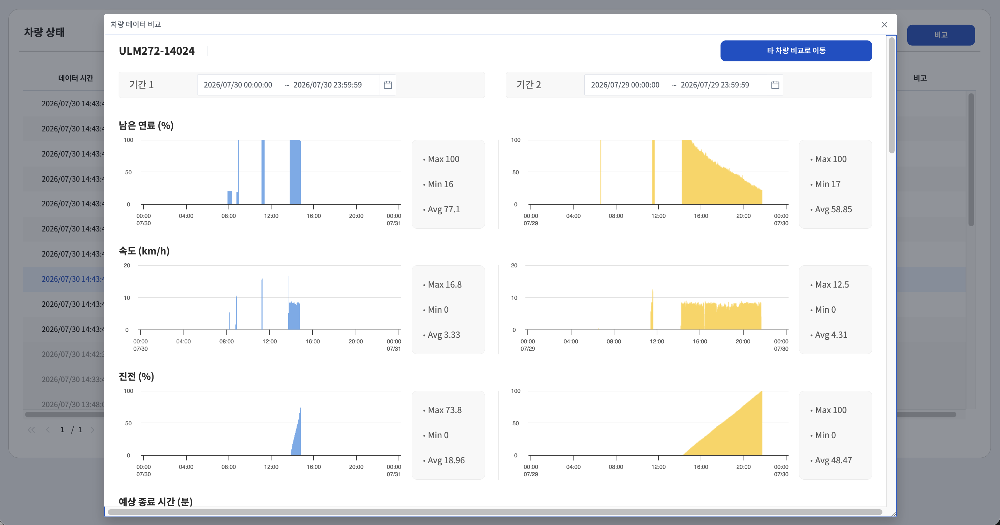 차량 데이터 비교
차량 상태
비교
ULM272-14024
타 차량 비교로 이동
데이터 시간
비고
기간 1
2026/07/30 00:00:00 ~ 2026/07/30 23:59:59
기간 2
2026/07/29 00:00:00 ~ 2026/07/29 23:59:59
2026/07/30 14:43:4
2026/07/30 14:43:4
2026/07/30 14:43:4
2026/07/30 14:43:4
2026/07/30 14:43:4
2026/07/30 14:43:4
2026/07/30 14:43:4
2026/07/30 14:43:4
2026/07/30 14:43:4
2026/07/30 14:43:4
2026/07/30 14:42:3
2026/07/30 14:33:4
2026/07/30 13:48:0
1 / 1
남은 연료 (%)
100
50
0
00:00 04:00 08:00 12:00 16:00 20:00 00:00
07/30 07/31
• Max 100
• Min 16
• Avg 77.1
100
50
0
00:00 04:00 08:00 12:00 16:00 20:00 00:00
07/29 07/30
• Max 100
• Min 17
• Avg 58.85
속도 (km/h)
20
10
0
00:00 04:00 08:00 12:00 16:00 20:00 00:00
07/30 07/31
• Max 16.8
• Min 0
• Avg 3.33
20
10
0
00:00 04:00 08:00 12:00 16:00 20:00 00:00
07/29 07/30
• Max 12.5
• Min 0
• Avg 4.31
진전 (%)
100
50
0
00:00 04:00 08:00 12:00 16:00 20:00 00:00
07/30 07/31
• Max 73.8
• Min 0
• Avg 18.96
100
50
0
00:00 04:00 08:00 12:00 16:00 20:00 00:00
07/29 07/30
• Max 100
• Min 0
• Avg 48.47
예상 종료 시간 (분)